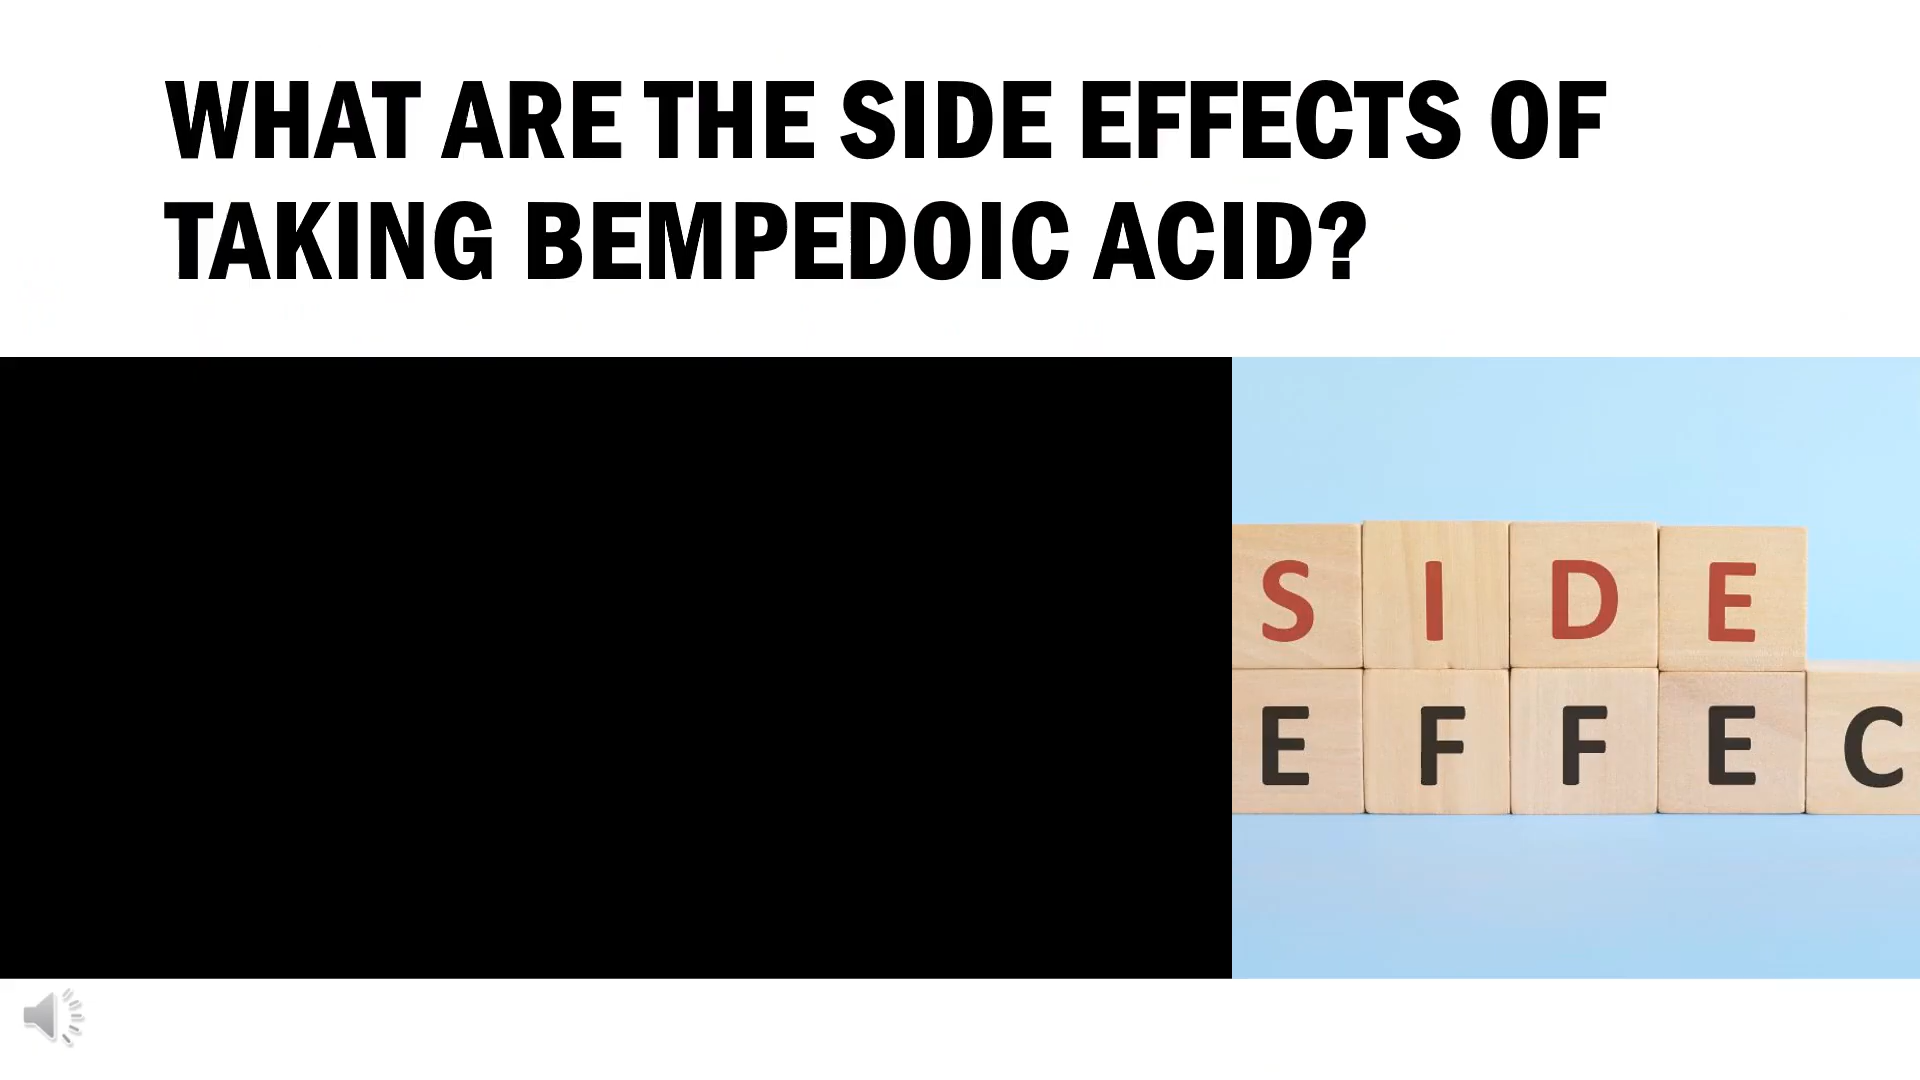 WHAT ARE THE SIDE EFFECTS OF
TAKING BEMPEDOIC ACID?
SIDE
EFFEC